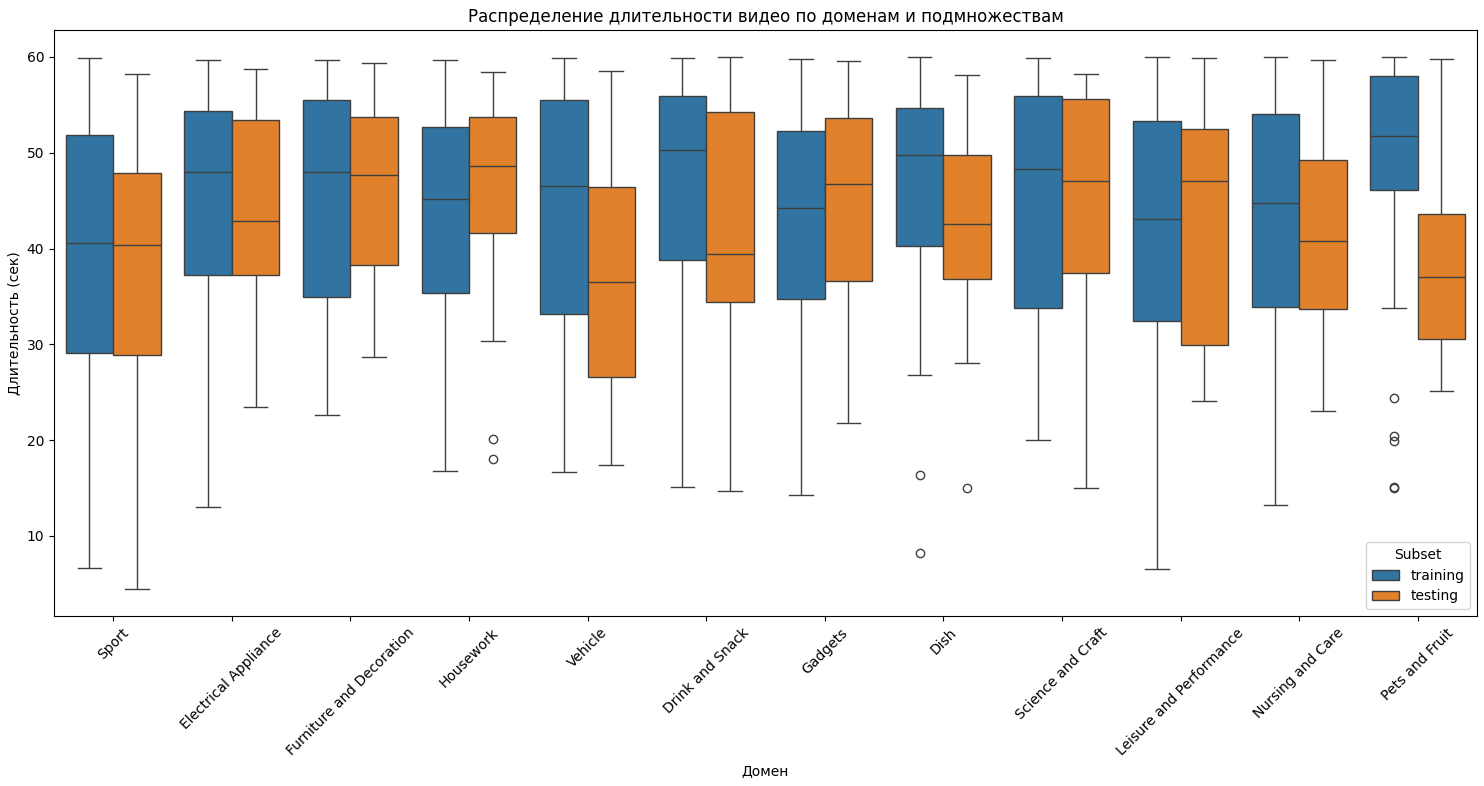 Распределение длительности видео по доменам и подмножествам
Длительность (сек)
60
50
40
30
20
10
Subset
training
testing
Sport
Electrical Appliance
Furniture and Decoration
Housework
Vehicle
Drink and Snack
Gadgets
Dish
Science and Craft
Leisure and Performance
Nursing and Care
Pets and Fruit
Домен